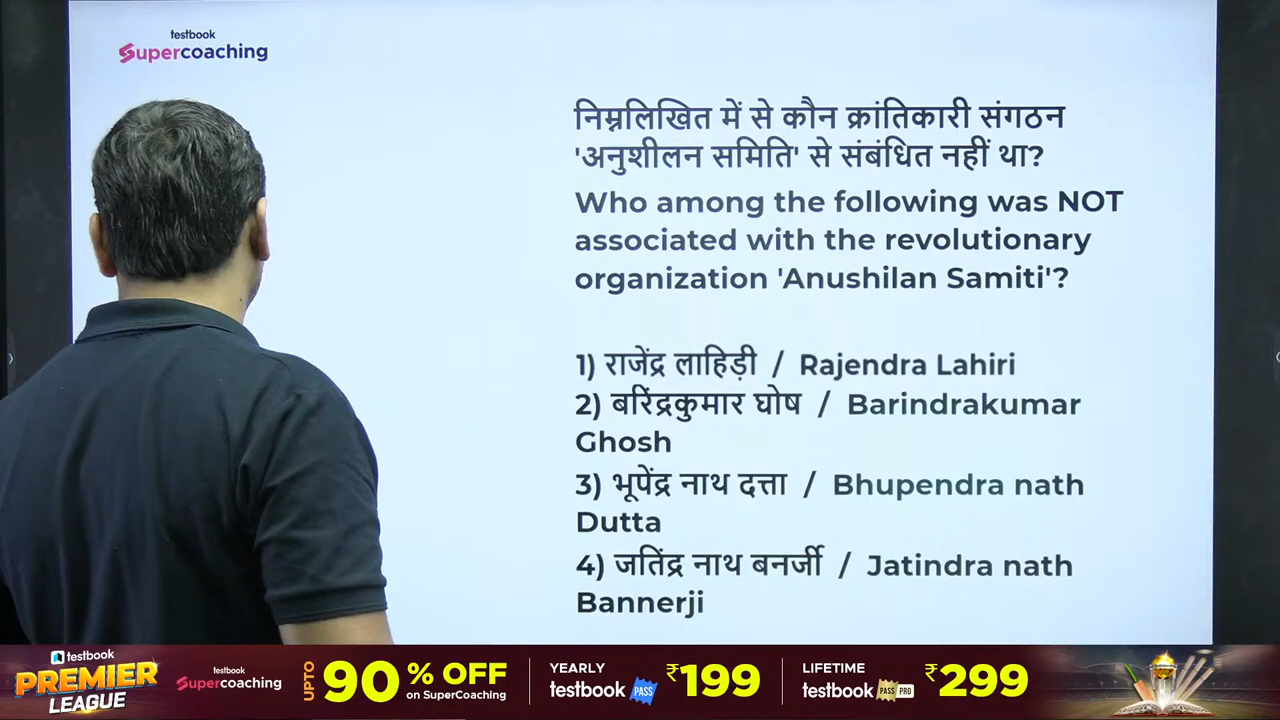 testbook
Supercoaching
निम्नलिखित में से कौन क्रांतिकारी संगठन
'अनुशीलन समिति' से संबंधित नहीं था?
Who among the following was NOT
associated with the revolutionary
organization 'Anushilan Samiti'?
1) राजेंद्र लाहिड़ी / Rajendra Lahiri
2) बरिंद्रकुमार घोष / Barindrakumar
Ghosh
3) भूपेंद्र नाथ दत्ता / Bhupendra nath
Dutta
4) जतिंद्र नाथ बनर्जी / Jatindra nath
Bannerji
testbook
PREMIER
LEAGUE
testbook
Supercoaching
UPTO
90% OFF
on SuperCoaching
YEARLY
testbook PASS
₹199
LIFETIME
testbook PASS PRO
₹299